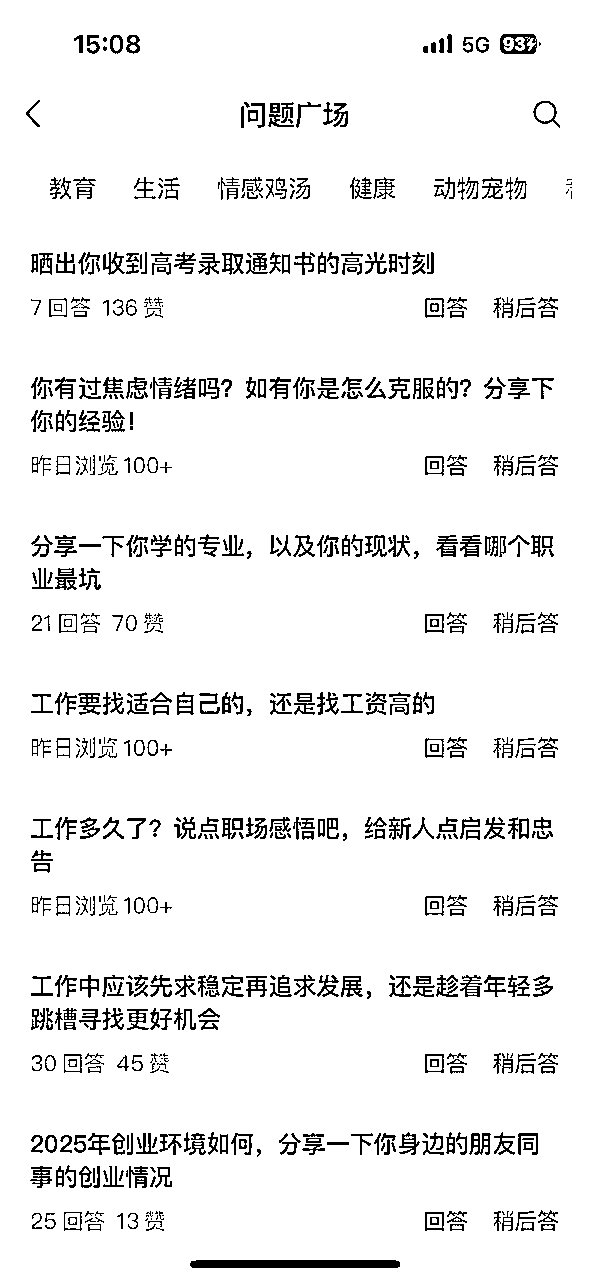 15:08 5G 93
问题广场
教育 生活 情感鸡汤 健康 动物宠物
晒出你收到高考录取通知书的高光时刻
7 回答 136 赞 回答 稍后答
你有过焦虑情绪吗？如有你是怎么克服的？分享下
你的经验！
昨日浏览 100+ 回答 稍后答
分享一下你学的专业，以及你的现状，看看哪个职
业最坑
21 回答 70 赞 回答 稍后答
工作要找适合自己的，还是找工资高的
昨日浏览 100+ 回答 稍后答
工作多久了？说点职场感悟吧，给新人点启发和忠
告
昨日浏览 100+ 回答 稍后答
工作中应该先求稳定再追求发展，还是趁着年轻多
跳槽寻找更好机会
30 回答 45 赞 回答 稍后答
2025年创业环境如何，分享一下你身边的朋友同
事的创业情况
25 回答 13 赞 回答 稍后答